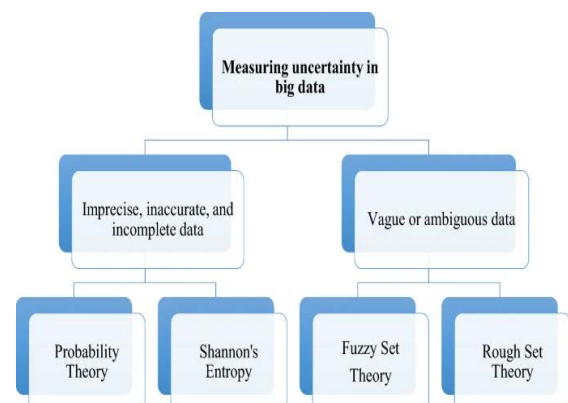 Measuring uncertainty in
big data
Imprecise, inaccurate, and
incomplete data
Vague or ambiguous data
Probability
Theory
Shannon's
Entropy
Fuzzy Set
Theory
Rough Set
Theory